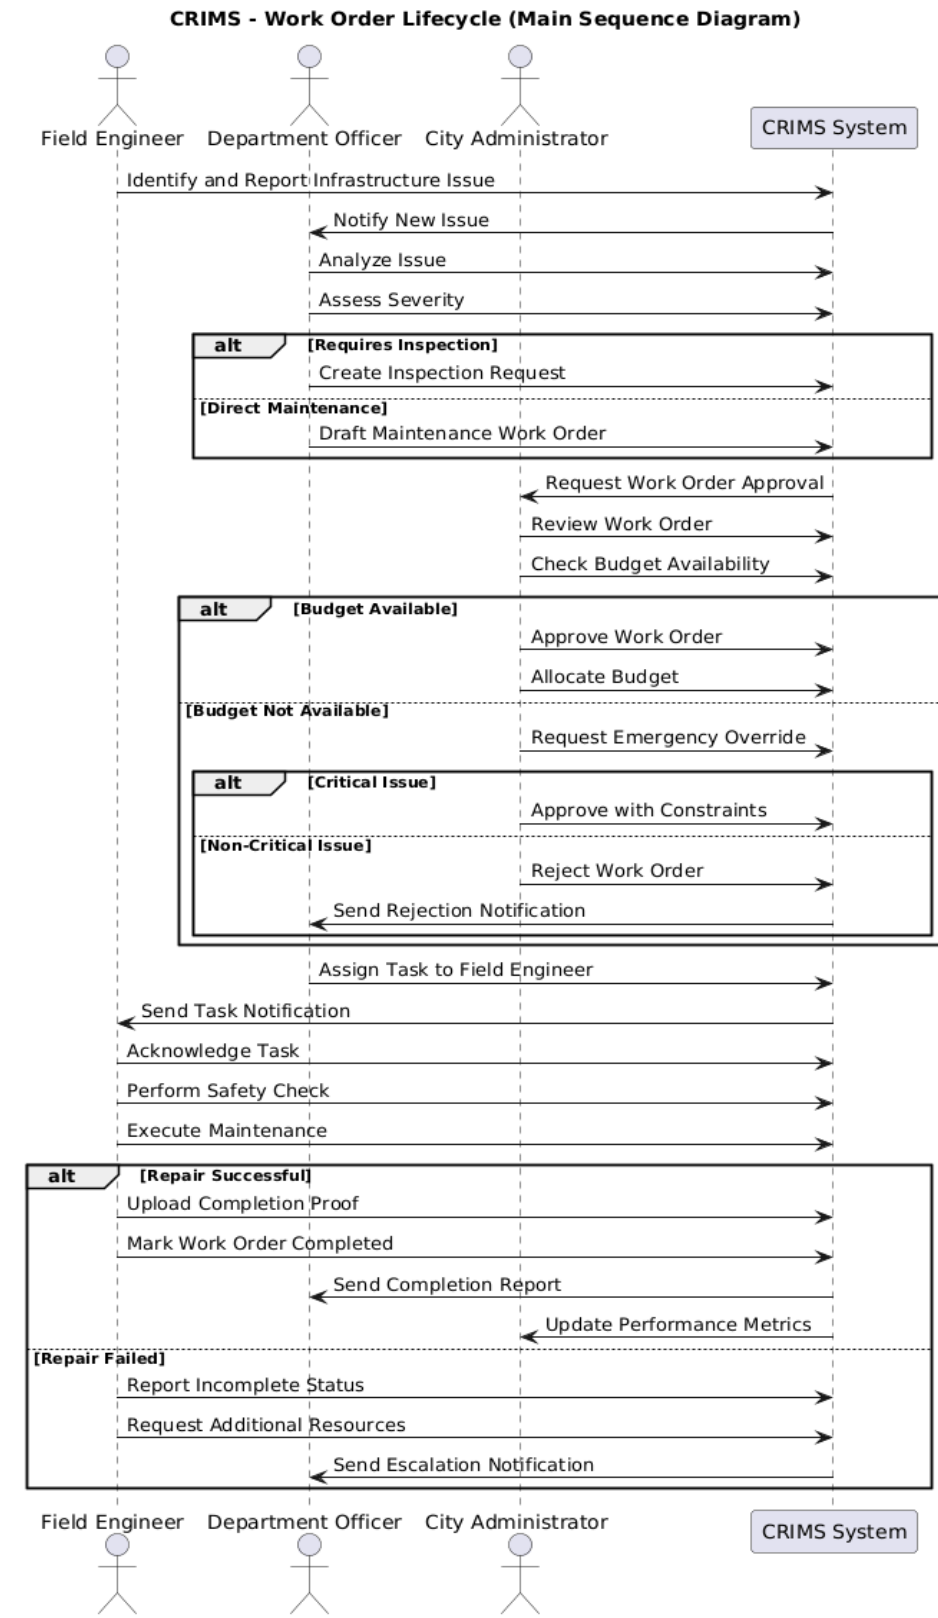 CRIMS - Work Order Lifecycle (Main Sequence Diagram)
Field Engineer
Department Officer
City Administrator
CRIMS System
Identify and Report Infrastructure Issue
Notify New Issue
Analyze Issue
Assess Severity
alt
[Requires Inspection]
Create Inspection Request
[Direct Maintenance]
Draft Maintenance Work Order
Request Work Order Approval
Review Work Order
Check Budget Availability
alt
[Budget Available]
Approve Work Order
Allocate Budget
[Budget Not Available]
Request Emergency Override
alt
[Critical Issue]
Approve with Constraints
[Non-Critical Issue]
Reject Work Order
Send Rejection Notification
Assign Task to Field Engineer
Send Task Notification
Acknowledge Task
Perform Safety Check
Execute Maintenance
alt
[Repair Successful]
Upload Completion Proof
Mark Work Order Completed
Send Completion Report
Update Performance Metrics
[Repair Failed]
Report Incomplete Status
Request Additional Resources
Send Escalation Notification
Field Engineer
Department Officer
City Administrator
CRIMS System